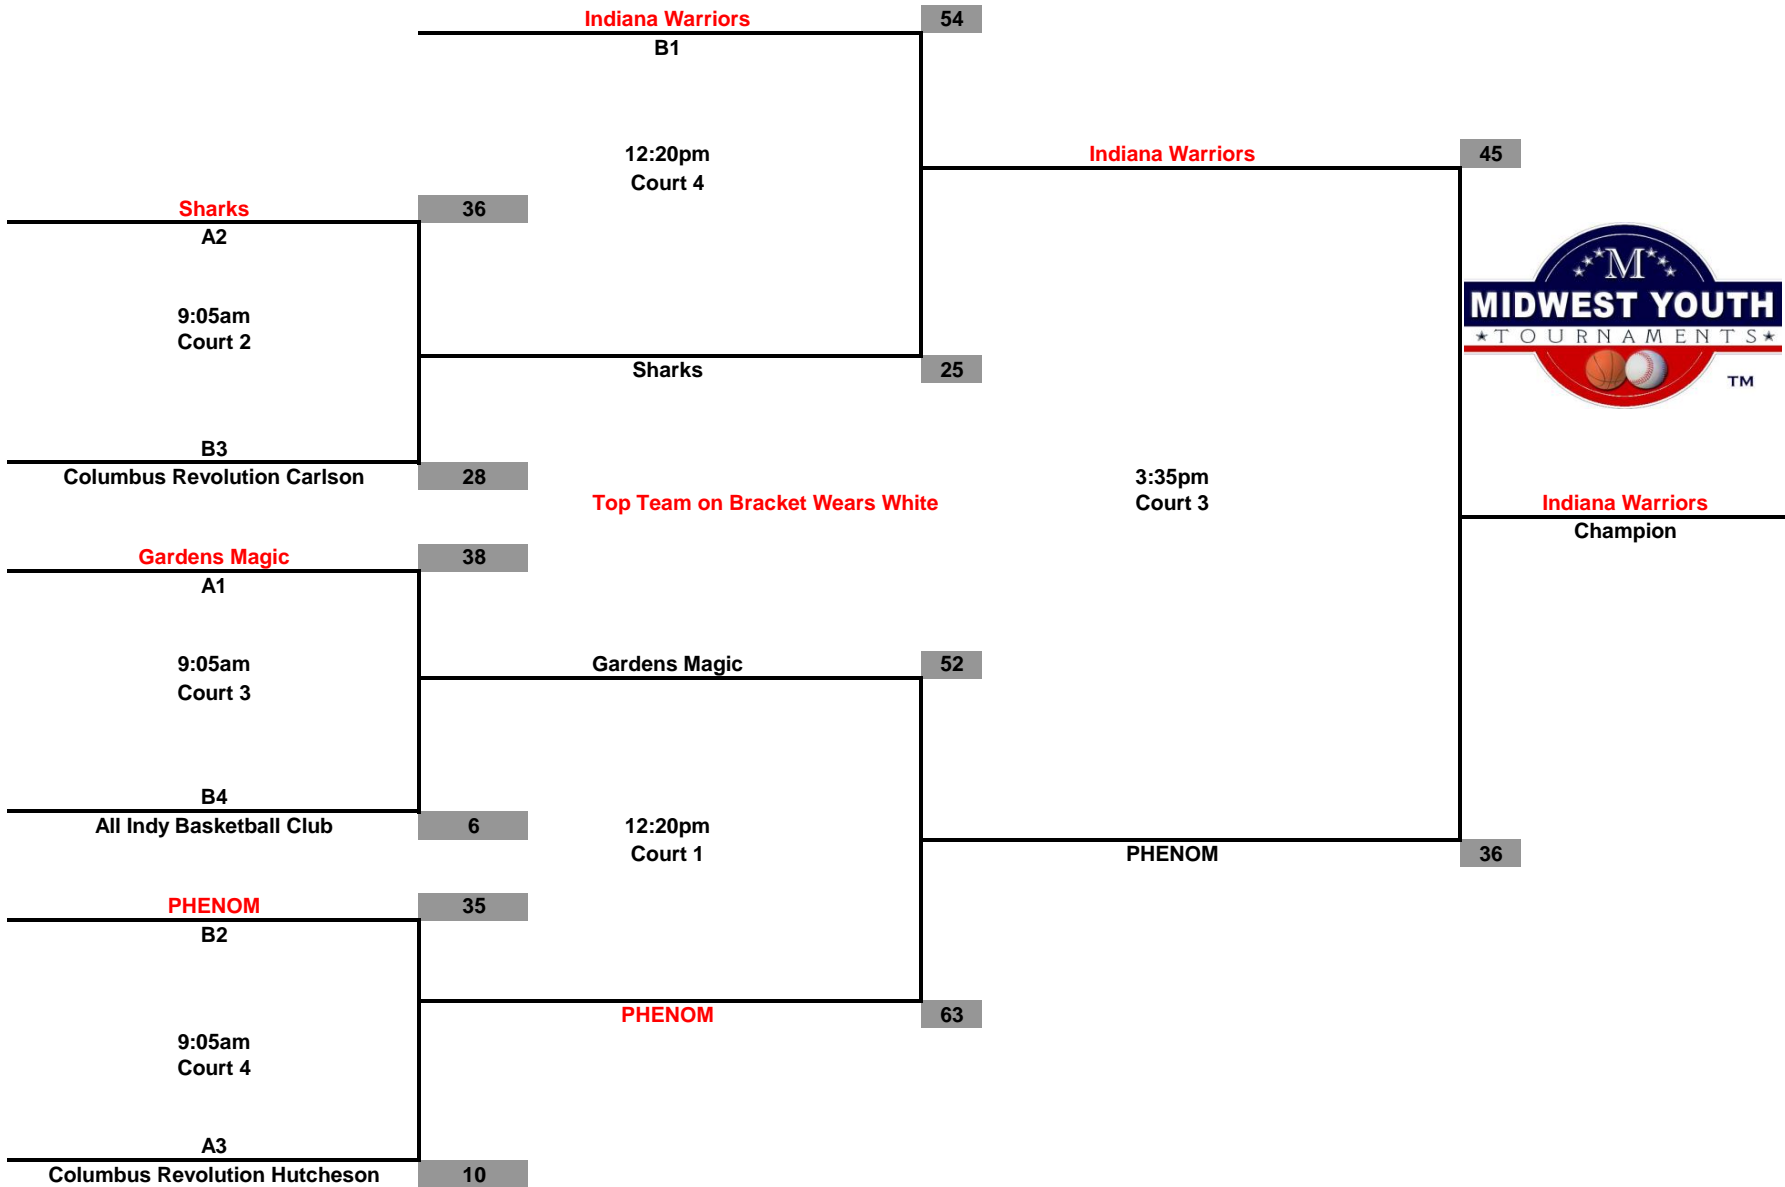 Indiana Warriors 54
B1
12:20pm
Court 4
Indiana Warriors 45
Sharks 36
A2
9:05am
Court 2
M
MIDWEST YOUTH
TOURNAMENTS
TM
Sharks 25
B3
Columbus Revolution Carlson 28
Top Team on Bracket Wears White
3:35pm
Court 3
Indiana Warriors
Champion
Gardens Magic 38
A1
9:05am
Court 3
Gardens Magic 52
B4
All Indy Basketball Club 6
12:20pm
Court 1
PHENOM 36
PHENOM 35
B2
PHENOM 63
9:05am
Court 4
A3
Columbus Revolution Hutcheson 10